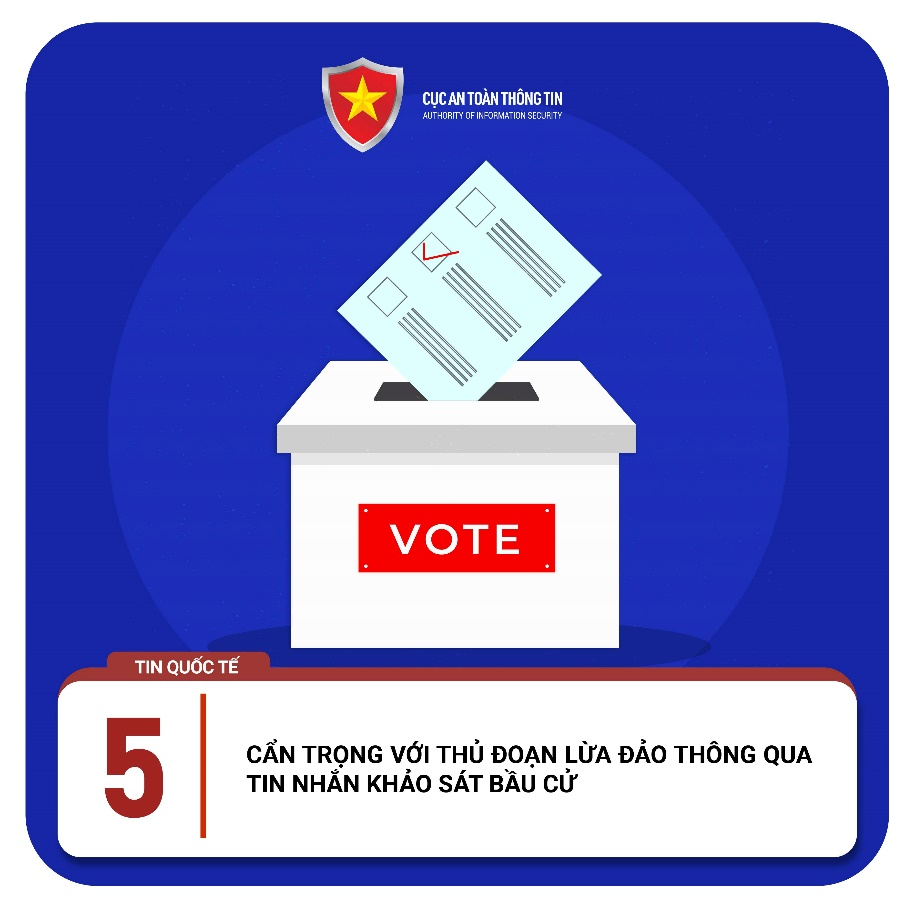 CỤC AN TOÀN THÔNG TIN
AUTHORITY OF INFORMATION SECURITY
VOTE
TIN QUỐC TẾ
5
CẨN TRỌNG VỚI THỦ ĐOẠN LỪA ĐẢO THÔNG QUA
TIN NHẮN KHẢO SÁT BẦU CỬ